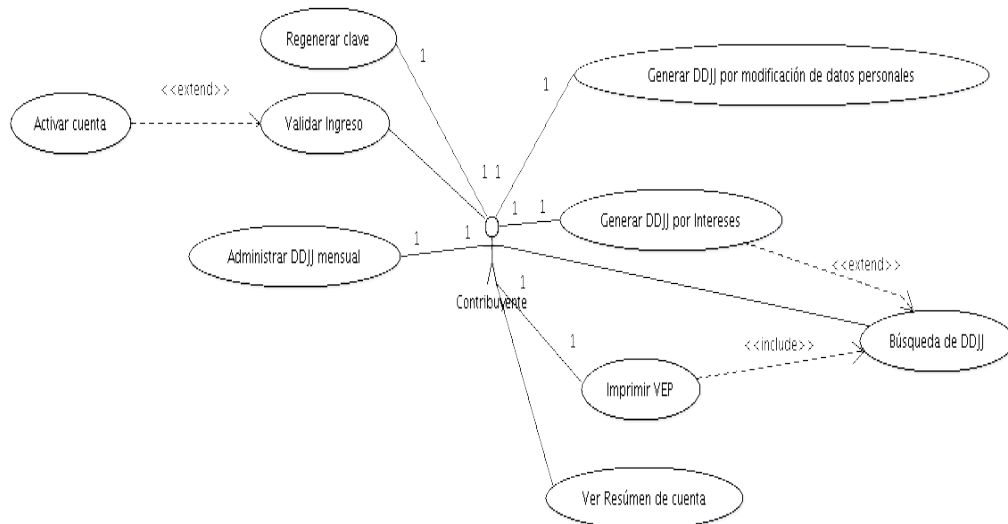 Regenerar clave
1
Generar DDJJ por modificación de datos personales
1
<<extend>>
Activar cuenta
Validar Ingreso
1 1
Generar DDJJ por Intereses
1
1
Administrar DDJJ mensual
1
1
<<extend>>
Contribuyente
1
Búsqueda de DDJJ
<<include>>
1
Imprimir VEP
Ver Resúmen de cuenta